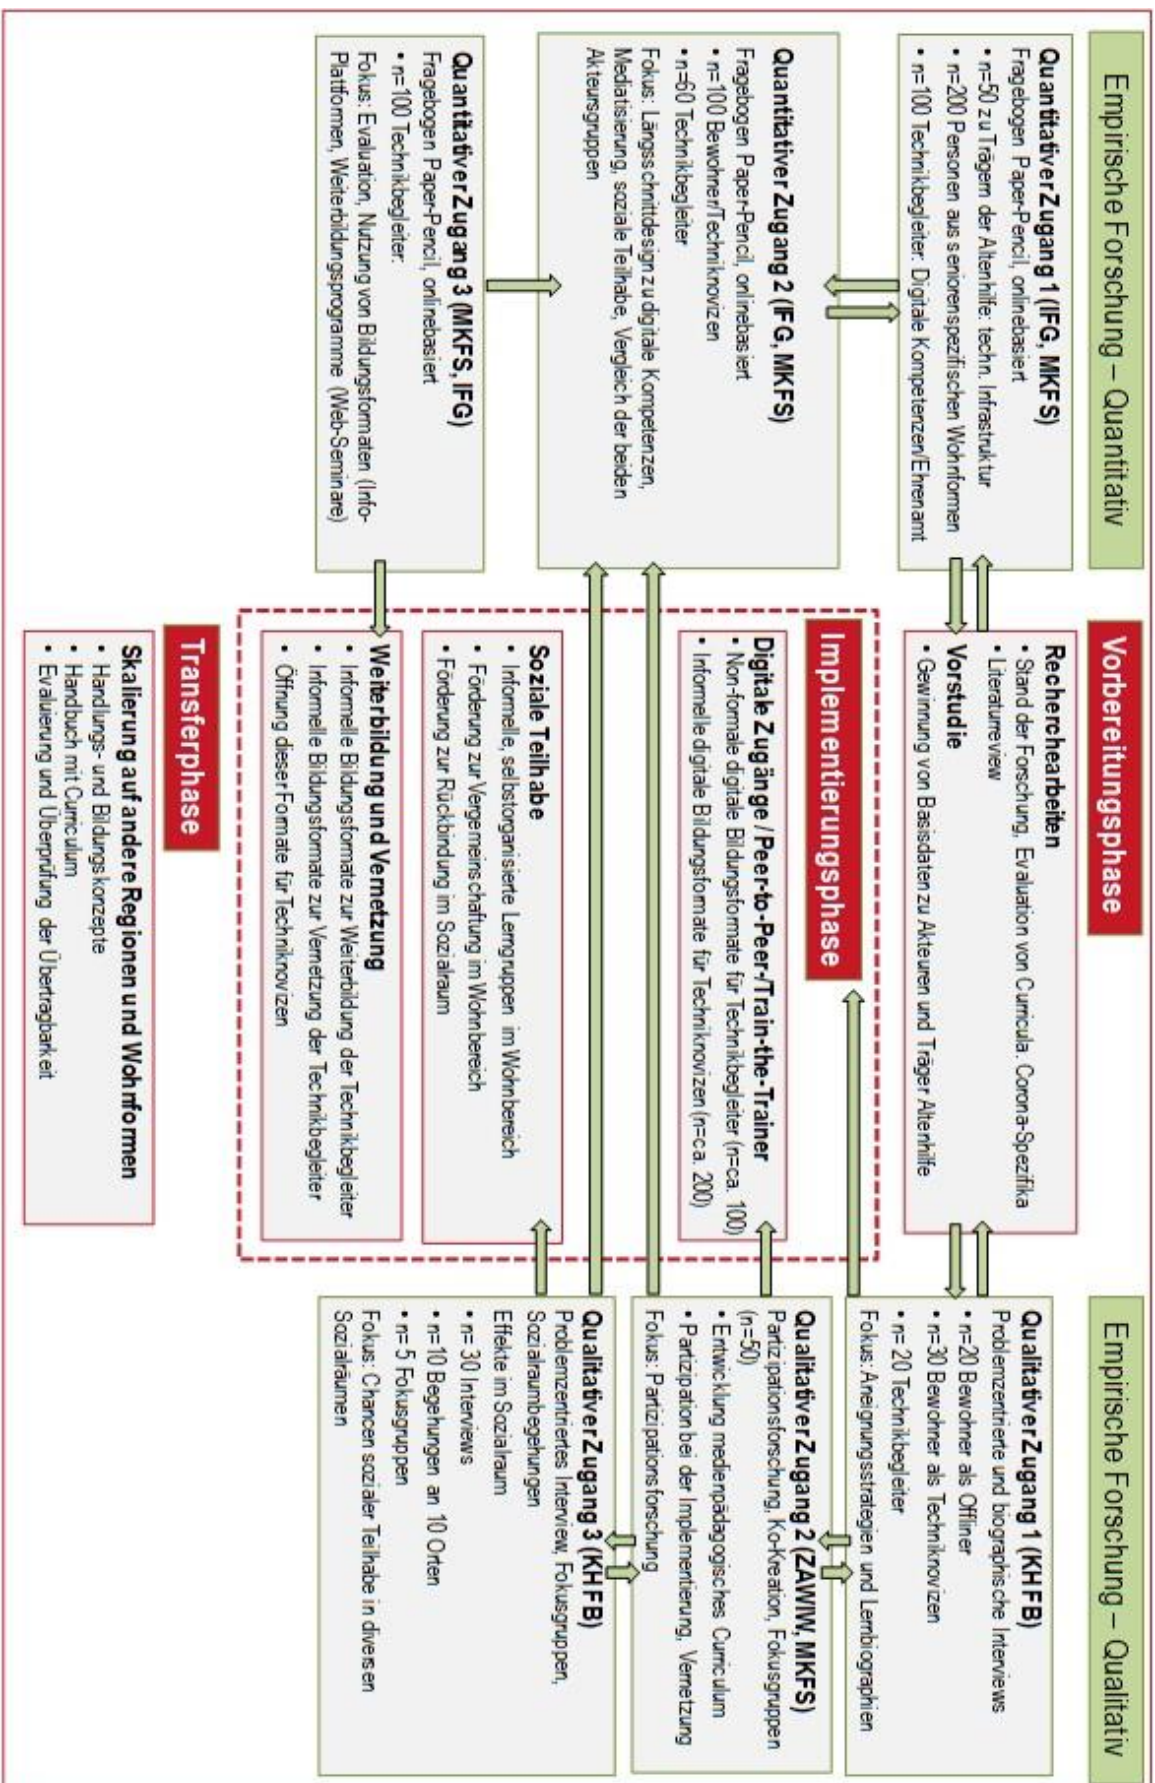 Empirische Forschung – Quantitativ
Quantitativer Zugang 1 (IFG, MKFS)
Fragebogen Paper-Pencil, onlinebasiert
• n=50 zu Trägern der Altenhilfe: techn. Infrastruktur
• n=200 Personen aus seniorenspezifischen Wohnformen
• n=100 Technikbegleiter: Digitale Kompetenzen/Ehrenamt
Quantitativer Zugang 2 (IFG, MKFS)
Fragebogen Paper-Pencil, onlinebasiert
• n=100 Bewohner/Techniknovizen
• n=60 Technikbegleiter
Fokus: Längsschnittdesign zu digitale Kompetenzen,
Mediatisierung, soziale Teilhabe, Vergleich der beiden
Akteursgruppen
Quantitativer Zugang 3 (MKFS, IFG)
Fragebogen Paper-Pencil, onlinebasiert
• n=100 Technikbegleiter:
Fokus: Evaluation, Nutzung von Bildungsformaten (Info-
Plattformen, Weiterbildungsprogramme (Web-Seminare)
Vorbereitungsphase
Recherchearbeiten
• Stand der Forschung, Evaluation von Curricula. Corona-Spezifika
• Literaturreview
Vorstudie
• Gewinnung von Basisdaten zu Akteuren und Träger Altenhilfe
Implementierungsphase
Digitale Zugänge / Peer-to-Peer-/Train-the-Trainer
• Non-formale digitale Bildungsformate für Technikbegleiter (n=ca. 100)
• Informelle digitale Bildungsformate für Techniknovizen (n=ca. 200)
Soziale Teilhabe
• Informelle, selbstorganisierte Lerngruppen im Wohnbereich
• Förderung zur Vergemeinschaftung im Wohnbereich
• Förderung zur Rückbindung im Sozialraum
Weiterbildung und Vernetzung
• Informelle Bildungsformate zur Weiterbildung der Technikbegleiter
• Informelle Bildungsformate zur Vernetzung der Technikbegleiter
• Öffnung dieser Formate für Techniknovizen
Transferphase
Skalierung auf andere Regionen und Wohnformen
• Handlungs- und Bildungskonzepte
• Handbuch mit Curriculum
• Evaluierung und Überprüfung der Übertragbarkeit
Empirische Forschung – Qualitativ
Qualitativer Zugang 1 (KHFB)
Problemzentrierte und biographische Interviews
• n=20 Bewohner als Offliner
• n=30 Bewohner als Techniknovizen
• n= 20 Technikbegleiter
Fokus: Aneignungsstrategien und Lernbiographien
Qualitativer Zugang 2 (ZAWIW, MKFS)
Partizipationsforschung, Ko-Kreation, Fokusgruppen
(n=50)
• Entwicklung medienpädagogisches Curriculum
• Partizipation bei der Implementierung, Vernetzung
Fokus: Partizipationsforschung
Qualitativer Zugang 3 (KHFB)
Problemzentriertes Interview, Fokusgruppen,
Sozialraumbegehungen
Effekte im Sozialraum
• n= 30 Interviews
• n=10 Begehungen an 10 Orten
• n= 5 Fokusgruppen
Fokus: Chancen sozialer Teilhabe in diversen
Sozialräumen